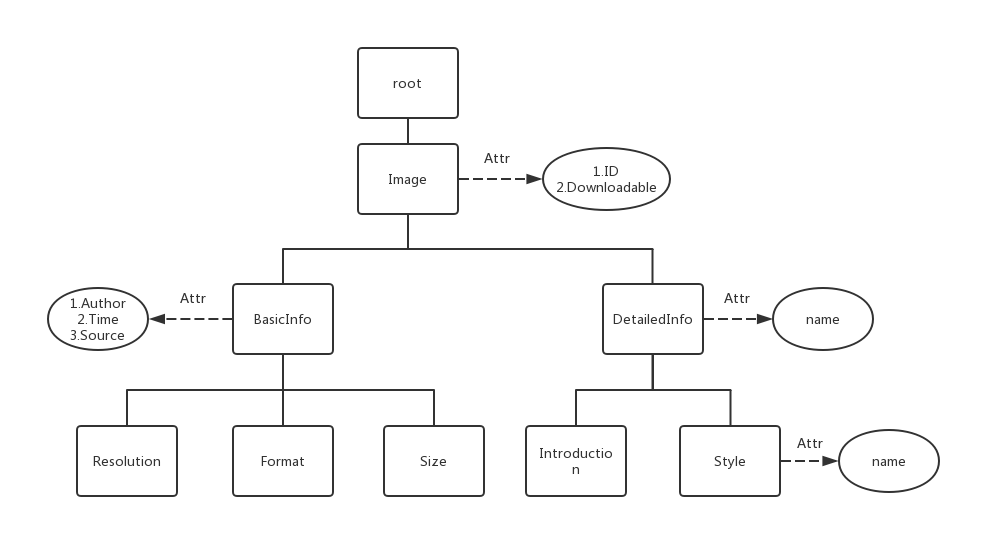 root
Image
Attr
1.ID
2.Downloadable
1.Author
2.Time
3.Source
Attr
BasicInfo
DetailedInfo
Attr
name
Resolution
Format
Size
Introductio
n
Style
Attr
name